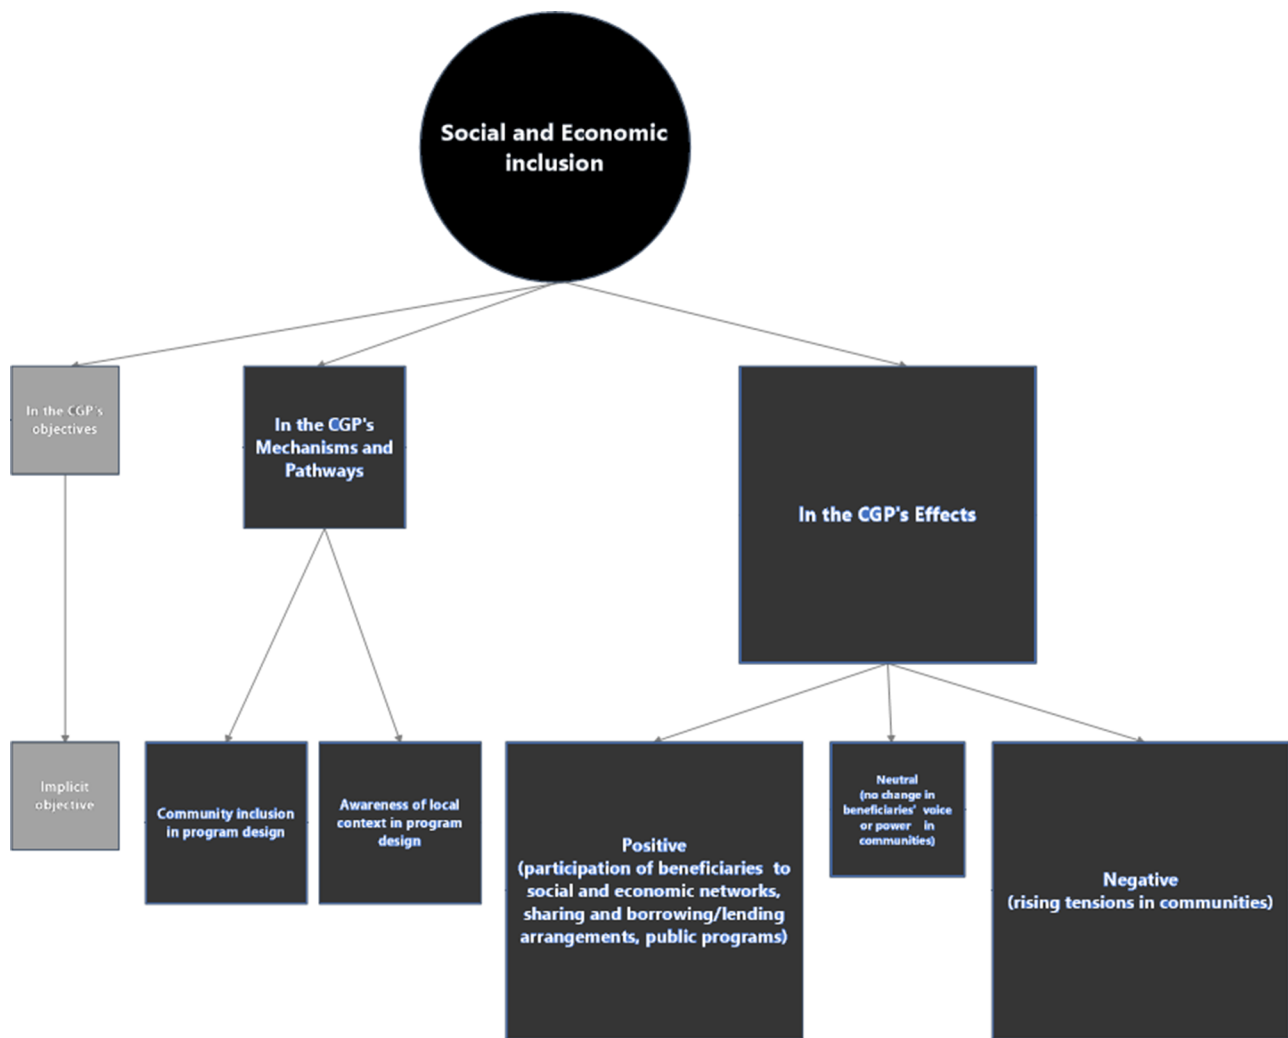 Social and Economic
inclusion
In the CGP's
objectives
In the CGP's
Mechanisms and
Pathways
In the CGP's Effects
Implicit
objective
Community inclusion
in program design
Awareness of local
context in program
design
Positive
(participation of beneficiaries to
social and economic networks,
sharing and borrowing/lending
arrangements, public programs)
Neutral
(no change in
beneficiaries' voice
or power in
communities)
Negative
(rising tensions in communities)